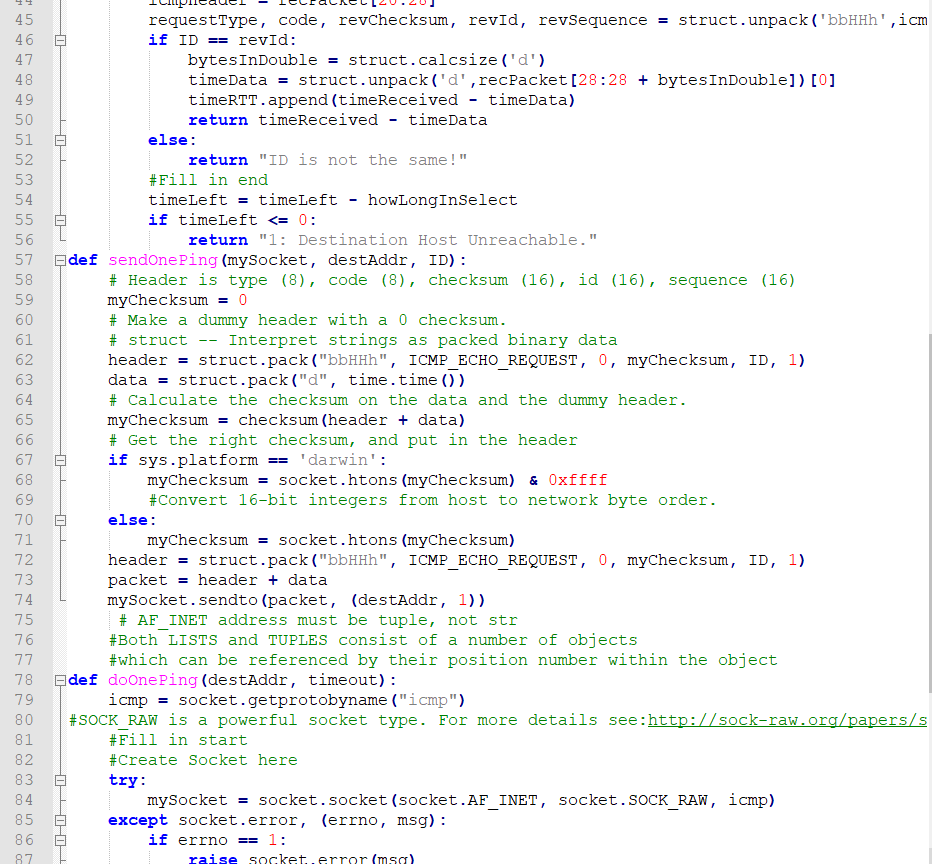 44 icmpheader = recPacket[20:28]
45 requestType, code, revChecksum, revId, revSequence = struct.unpack('bbHHh',icm
46 if ID == revId:
47 bytesInDouble = struct.calcsize('d')
48 timeData = struct.unpack('d',recPacket[28:28 + bytesInDouble])[0]
49 timeRTT.append(timeReceived - timeData)
50 return timeReceived - timeData
51 else:
52 return "ID is not the same!"
53 #Fill in end
54 timeLeft = timeLeft - howLongInSelect
55 if timeLeft <= 0:
56 return "1: Destination Host Unreachable."
57 def sendOnePing(mySocket, destAddr, ID):
58 # Header is type (8), code (8), checksum (16), id (16), sequence (16)
59 myChecksum = 0
60 # Make a dummy header with a 0 checksum.
61 # struct -- Interpret strings as packed binary data
62 header = struct.pack("bbHHh", ICMP_ECHO_REQUEST, 0, myChecksum, ID, 1)
63 data = struct.pack("d", time.time())
64 # Calculate the checksum on the data and the dummy header.
65 myChecksum = checksum(header + data)
66 # Get the right checksum, and put in the header
67 if sys.platform == 'darwin':
68 myChecksum = socket.htons(myChecksum) & 0xffff
69 #Convert 16-bit integers from host to network byte order.
70 else:
71 myChecksum = socket.htons(myChecksum)
72 header = struct.pack("bbHHh", ICMP_ECHO_REQUEST, 0, myChecksum, ID, 1)
73 packet = header + data
74 mySocket.sendto(packet, (destAddr, 1))
75 # AF_INET address must be tuple, not str
76 #Both LISTS and TUPLES consist of a number of objects
77 #which can be referenced by their position number within the object
78 def doOnePing(destAddr, timeout):
79 icmp = socket.getprotobyname("icmp")
80 #SOCK_RAW is a powerful socket type. For more details see:http://sock-raw.org/papers/s
81 #Fill in start
82 #Create Socket here
83 try:
84 mySocket = socket.socket(socket.AF_INET, socket.SOCK_RAW, icmp)
85 except socket.error, (errno, msg):
86 if errno == 1:
87 raise socket.error(msg)